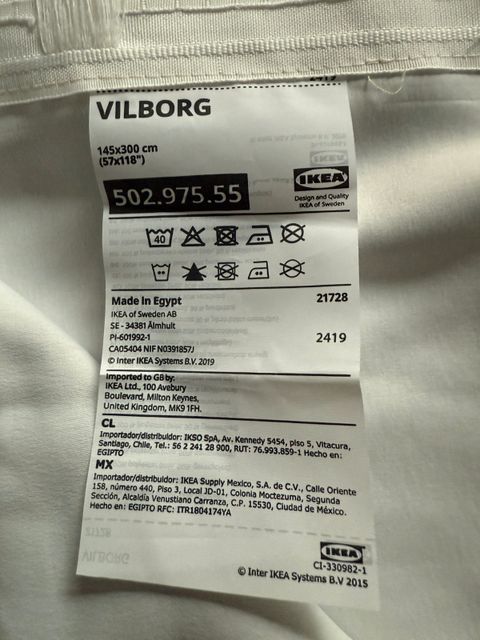 2419
VILBORG
145x300 cm
(57x118")
502.975.55
IKEA
Design and Quality
IKEA of Sweden
40
Made in Egypt
21728
IKEA of Sweden AB
SE - 34381 Älmhult
PI-601992-1
2419
CA05404 NIF N0391857J
© Inter IKEA Systems B.V. 2019
Imported to GB by:
IKEA Ltd., 100 Avebury
Boulevard, Milton Keynes,
United Kingdom, MK9 1FH.
CL
Importador/distribuidor: IKSO SpA, Av. Kennedy 5454, piso 5, Vitacura,
Santiago, Chile, Tel.: 56 2 241 28 900, RUT: 76.993.859-1 Hecho en:
EGIPTO
MX
Importador/distribuidor: IKEA Supply Mexico, S.A. de C.V., Calle Oriente
158, número 440, Piso 3, Local JD-01, Colonia Moctezuma, Segunda
Sección, Alcaldía Venustiano Carranza, C.P. 15530, Ciudad de México.
Hecho en: EGIPTO RFC: ITR1804174YA
21728
VILBORG
IKEA
CI-330982-1
© Inter IKEA Systems B.V 2015